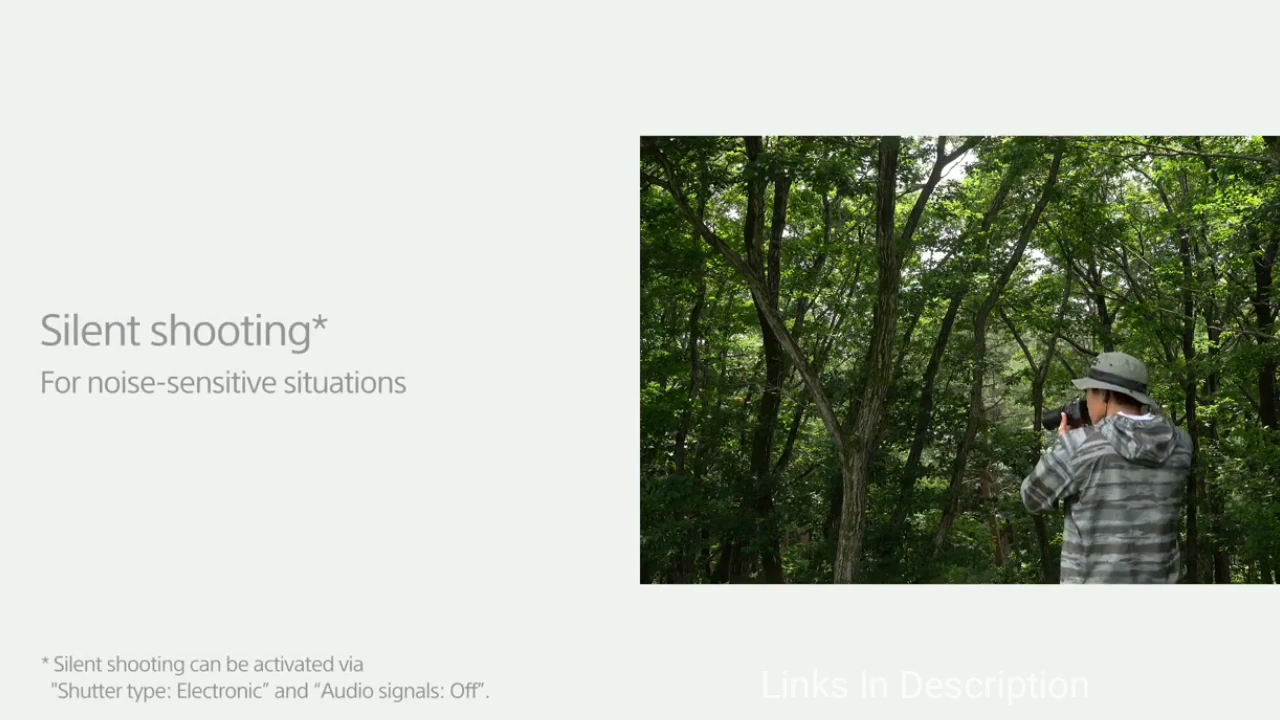 Silent shooting*
For noise-sensitive situations
* Silent shooting can be activated via
"Shutter type: Electronic” and “Audio signals: Off”.
Links In Description